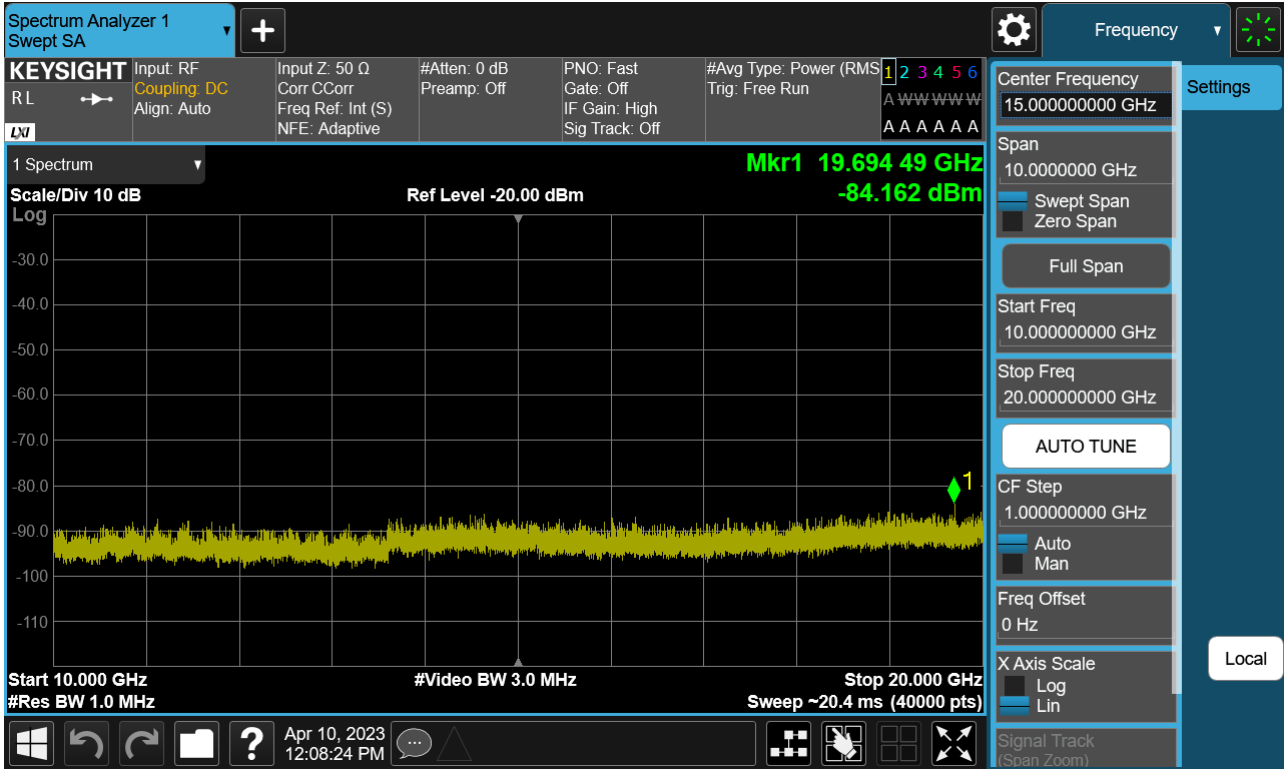 Spectrum Analyzer 1
Swept SA
+
Frequency
KEYSIGHT
R L
LXI
Input: RF
Coupling: DC
Align: Auto
Input Z: 50 Ω
Corr CCorr
Freq Ref: Int (S)
NFE: Adaptive
#Atten: 0 dB
Preamp: Off
PNO: Fast
Gate: Off
IF Gain: High
Sig Track: Off
#Avg Type: Power (RMS
Trig: Free Run
1 2 3 4 5 6
A W W W W W
A A A A A A
1 Spectrum
Mkr1 19.694 49 GHz
-84.162 dBm
Scale/Div 10 dB
Ref Level -20.00 dBm
Log
-30.0
-40.0
-50.0
-60.0
-70.0
-80.0
-90.0
-100
-110
1
Start 10.000 GHz
#Video BW 3.0 MHz
Stop 20.000 GHz
#Res BW 1.0 MHz
Sweep ~20.4 ms (40000 pts)
Center Frequency
15.000000000 GHz
Span
10.0000000 GHz
Swept Span
Zero Span
Full Span
Start Freq
10.000000000 GHz
Stop Freq
20.000000000 GHz
AUTO TUNE
CF Step
1.000000000 GHz
Auto
Man
Freq Offset
0 Hz
X Axis Scale
Log
Lin
Signal Track
(Span Zoom)
Settings
Local
?
Apr 10, 2023
12:08:24 PM